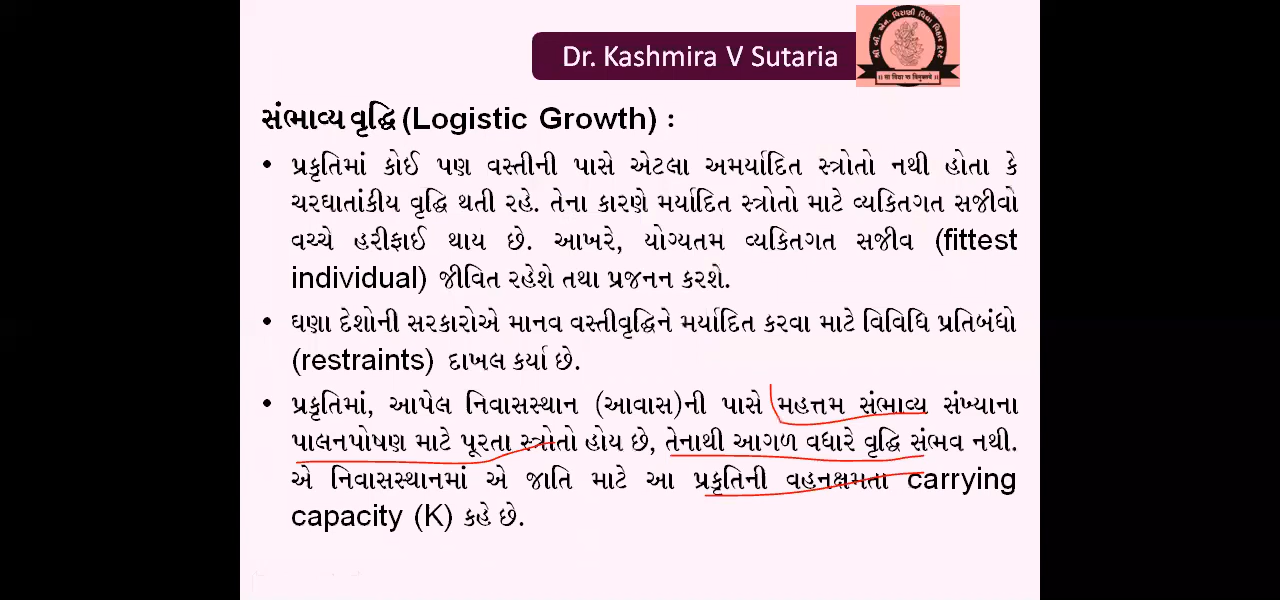 Dr. Kashmira V Sutaria
|| સા વિદ્યા યા વિમુક્તયે ||
સંભાવ્ય વૃદ્ધિ (Logistic Growth) :
• પ્રકૃતિમાં કોઈ પણ વસ્તીની પાસે એટલા અમર્યાદિત સ્ત્રોતો નથી હોતા કે
ચરઘાતાંકીય વૃદ્ધિ થતી રહે. તેના કારણે મર્યાદિત સ્ત્રોતો માટે વ્યકિતગત સજીવો
વચ્ચે હરીફાઈ થાય છે. આખરે, યોગ્યતમ વ્યકિતગત સજીવ (fittest
individual) જીવિત રહેશે તથા પ્રજનન કરશે.
• ઘણા દેશોની સરકારોએ માનવ વસ્તીવૃદ્ધિને મર્યાદિત કરવા માટે વિવિધિ પ્રતિબંધો
(restraints) દાખલ કર્યા છે.
• પ્રકૃતિમાં, આપેલ નિવાસસ્થાન (આવાસ)ની પાસે મહત્તમ સંભાવ્ય સંખ્યાના
પાલનપોષણ માટે પૂરતા સ્ત્રોતો હોય છે, તેનાથી આગળ વધારે વૃદ્ધિ સંભવ નથી.
એ નિવાસસ્થાનમાં એ જાતિ માટે આ પ્રકૃતિની વહનક્ષમતા carrying
capacity (K) કહે છે.